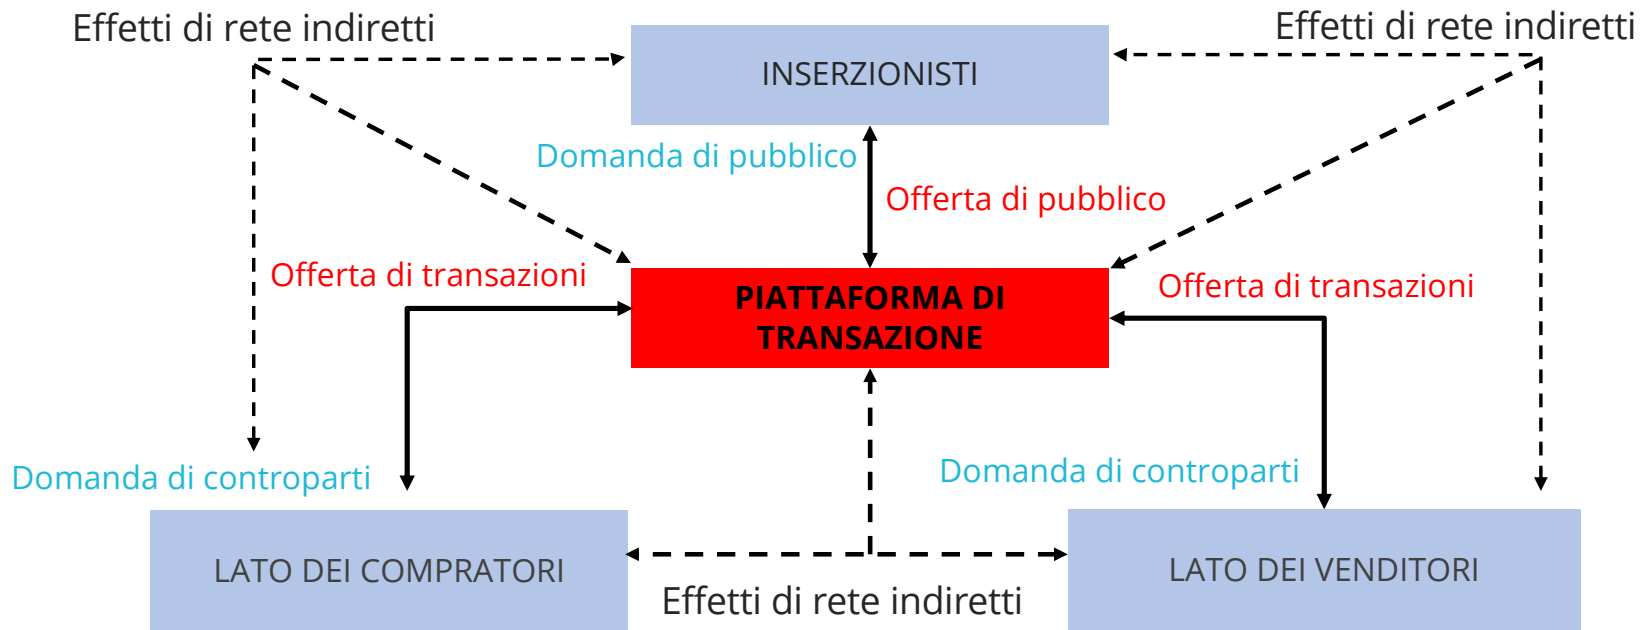 Effetti di rete indiretti
Effetti di rete indiretti
INSERZIONISTI
Domanda di pubblico
Offerta di pubblico
Offerta di transazioni
PIATTAFORMA DI
TRANSAZIONE
Offerta di transazioni
Domanda di controparti
Domanda di controparti
LATO DEI COMPRATORI
LATO DEI VENDITORI
Effetti di rete indiretti